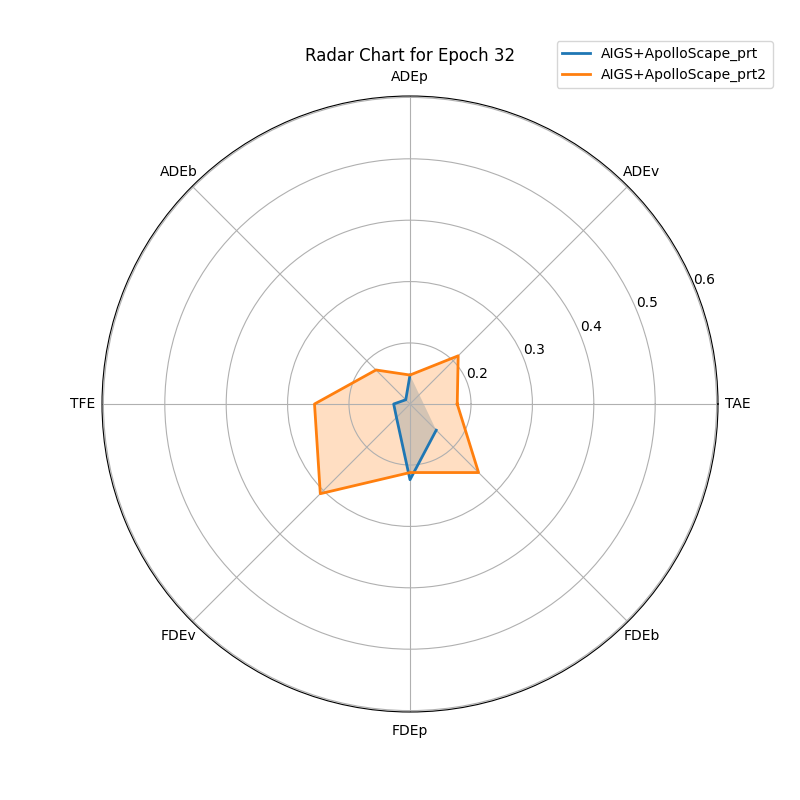 Radar Chart for Epoch 32
AIGS+ApolloScape_prt
AIGS+ApolloScape_prt2
ADEp
ADEb
ADEv
0.6
0.5
0.4
0.3
0.2
TFE
TAE
FDEv
FDEb
FDEp